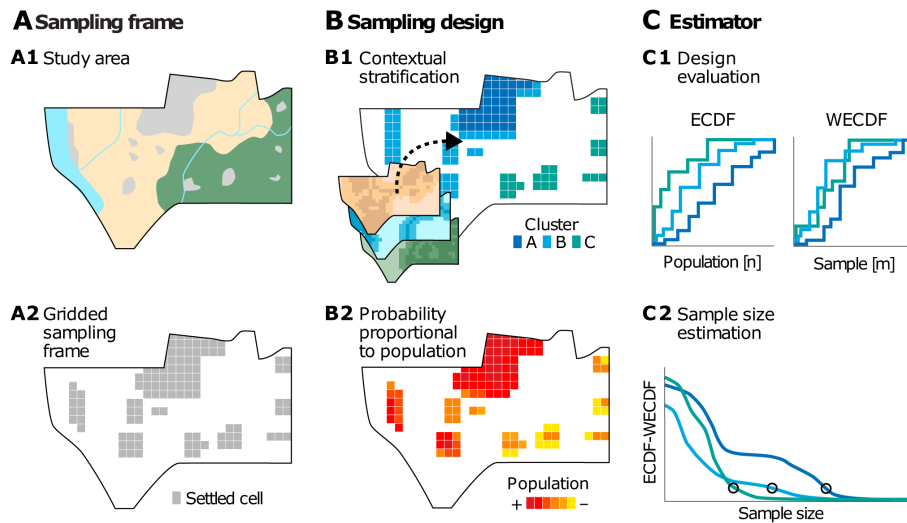 A Sampling frame
A1 Study area
A2 Gridded
sampling
frame
Settled cell
B Sampling design
B1 Contextual
stratification
Cluster
A B C
B2 Probability
proportional
to population
Population
+ –
C Estimator
C1 Design
evaluation
ECDF WECDF
Population [n] Sample [m]
C2 Sample size
estimation
ECDF-WECDF
Sample size